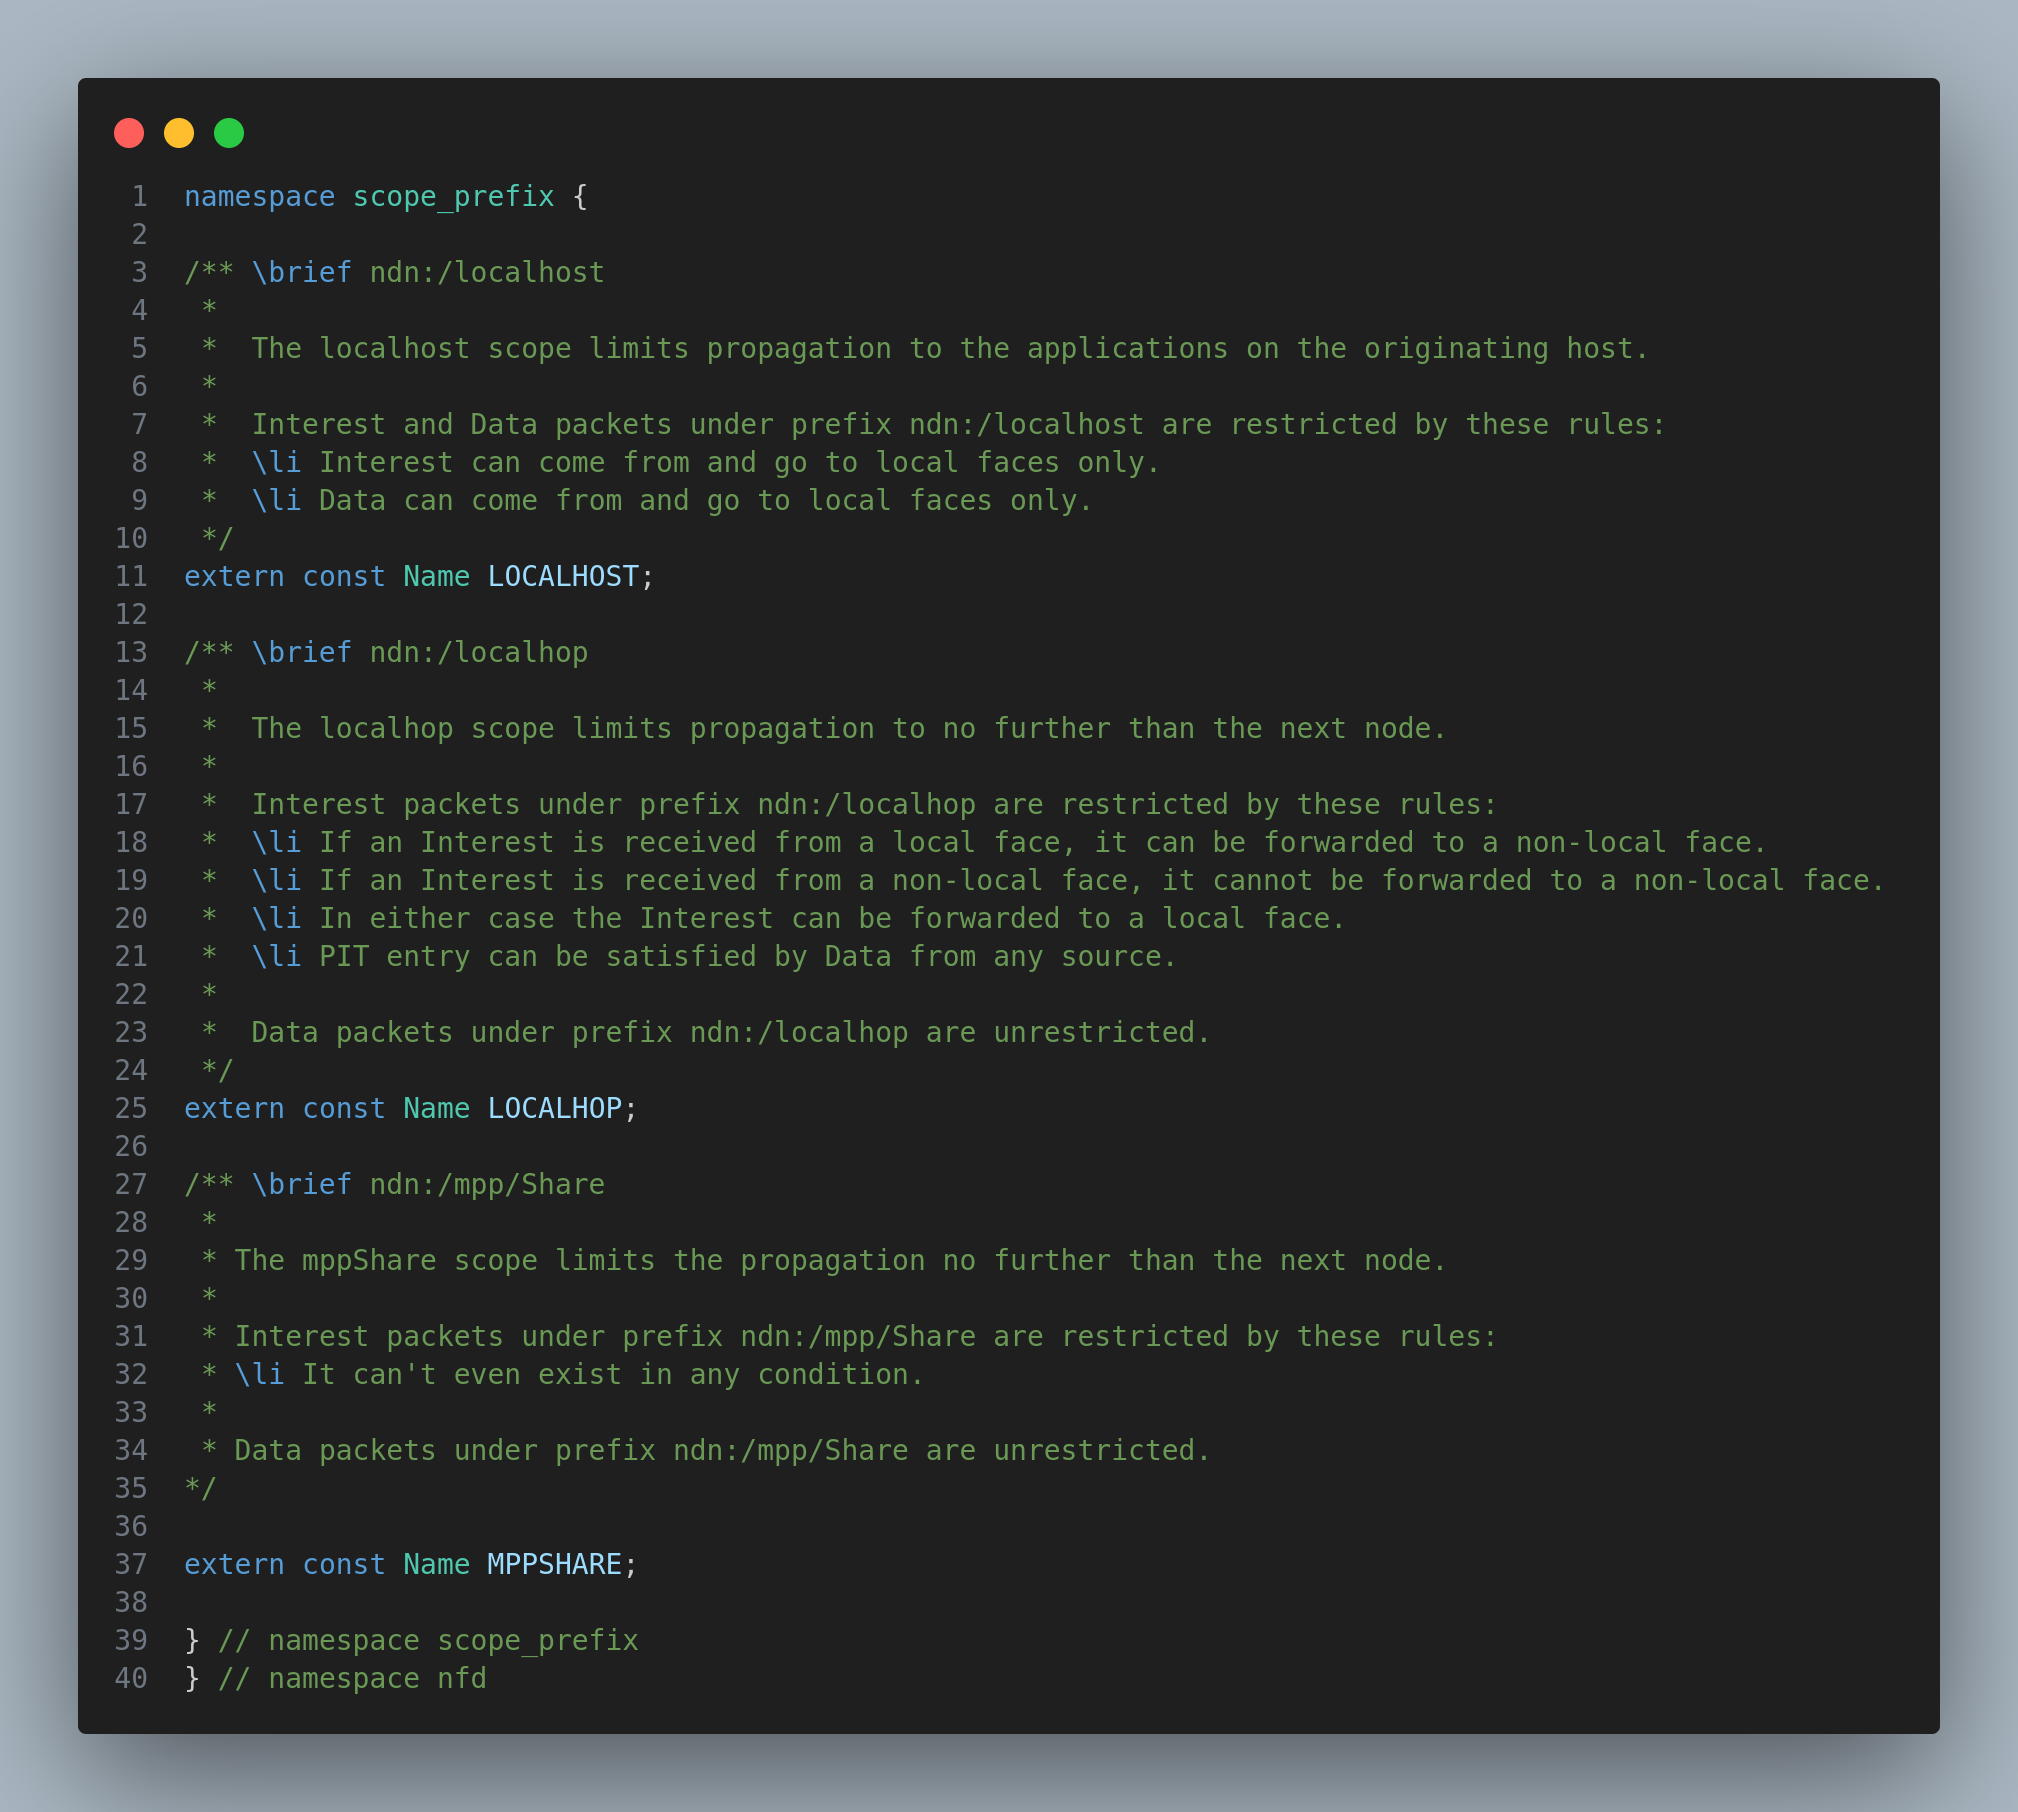 1 namespace scope_prefix {
2
3 /** \brief ndn:/localhost
4  *
5  *  The localhost scope limits propagation to the applications on the originating host.
6  *
7  *  Interest and Data packets under prefix ndn:/localhost are restricted by these rules:
8  *  \li Interest can come from and go to local faces only.
9  *  \li Data can come from and go to local faces only.
10  */
11 extern const Name LOCALHOST;
12
13 /** \brief ndn:/localhop
14  *
15  *  The localhop scope limits propagation to no further than the next node.
16  *
17  *  Interest packets under prefix ndn:/localhop are restricted by these rules:
18  *  \li If an Interest is received from a local face, it can be forwarded to a non-local face.
19  *  \li If an Interest is received from a non-local face, it cannot be forwarded to a non-local face.
20  *  \li In either case the Interest can be forwarded to a local face.
21  *  \li PIT entry can be satisfied by Data from any source.
22  *
23  *  Data packets under prefix ndn:/localhop are unrestricted.
24  */
25 extern const Name LOCALHOP;
26
27 /** \brief ndn:/mpp/Share
28  *
29  * The mppShare scope limits the propagation no further than the next node.
30  *
31  * Interest packets under prefix ndn:/mpp/Share are restricted by these rules:
32  * \li It can't even exist in any condition.
33  *
34  * Data packets under prefix ndn:/mpp/Share are unrestricted.
35 */
36
37 extern const Name MPPSHARE;
38
39 } // namespace scope_prefix
40 } // namespace nfd